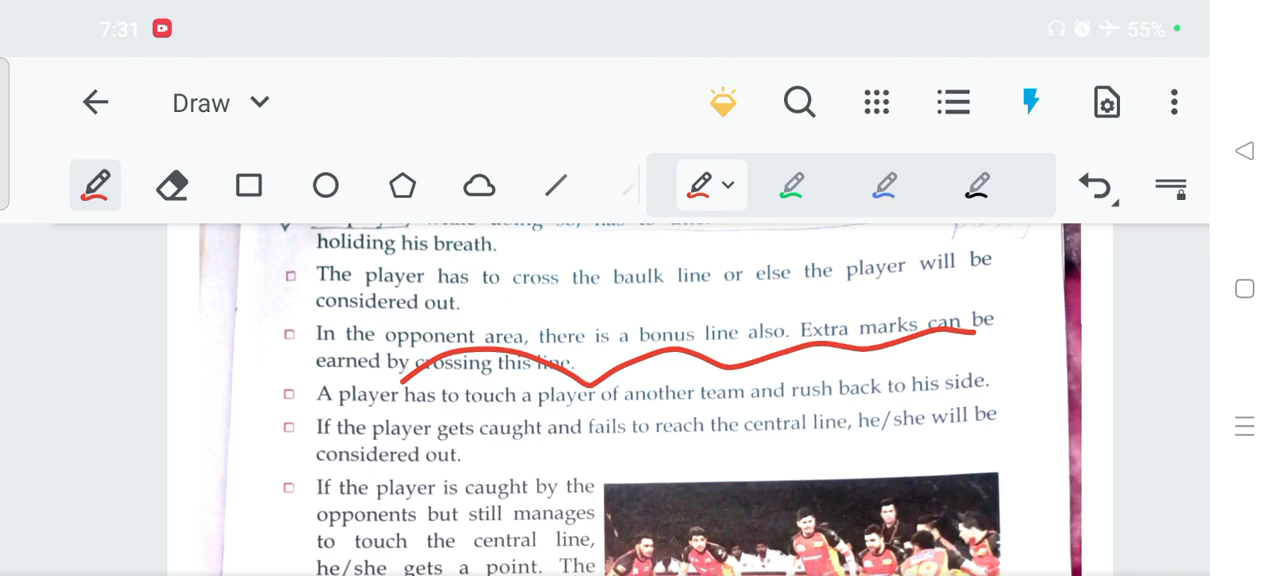 7:31
55%
Draw
holiding his breath.
The player has to cross the baulk line or else the player will be
considered out.
In the opponent area, there is a bonus line also. Extra marks can be
earned by crossing this line.
A player has to touch a player of another team and rush back to his side.
If the player gets caught and fails to reach the central line, he/she will be
considered out.
If the player is caught by the
opponents but still manages
to touch the central line,
he/she gets a point. The